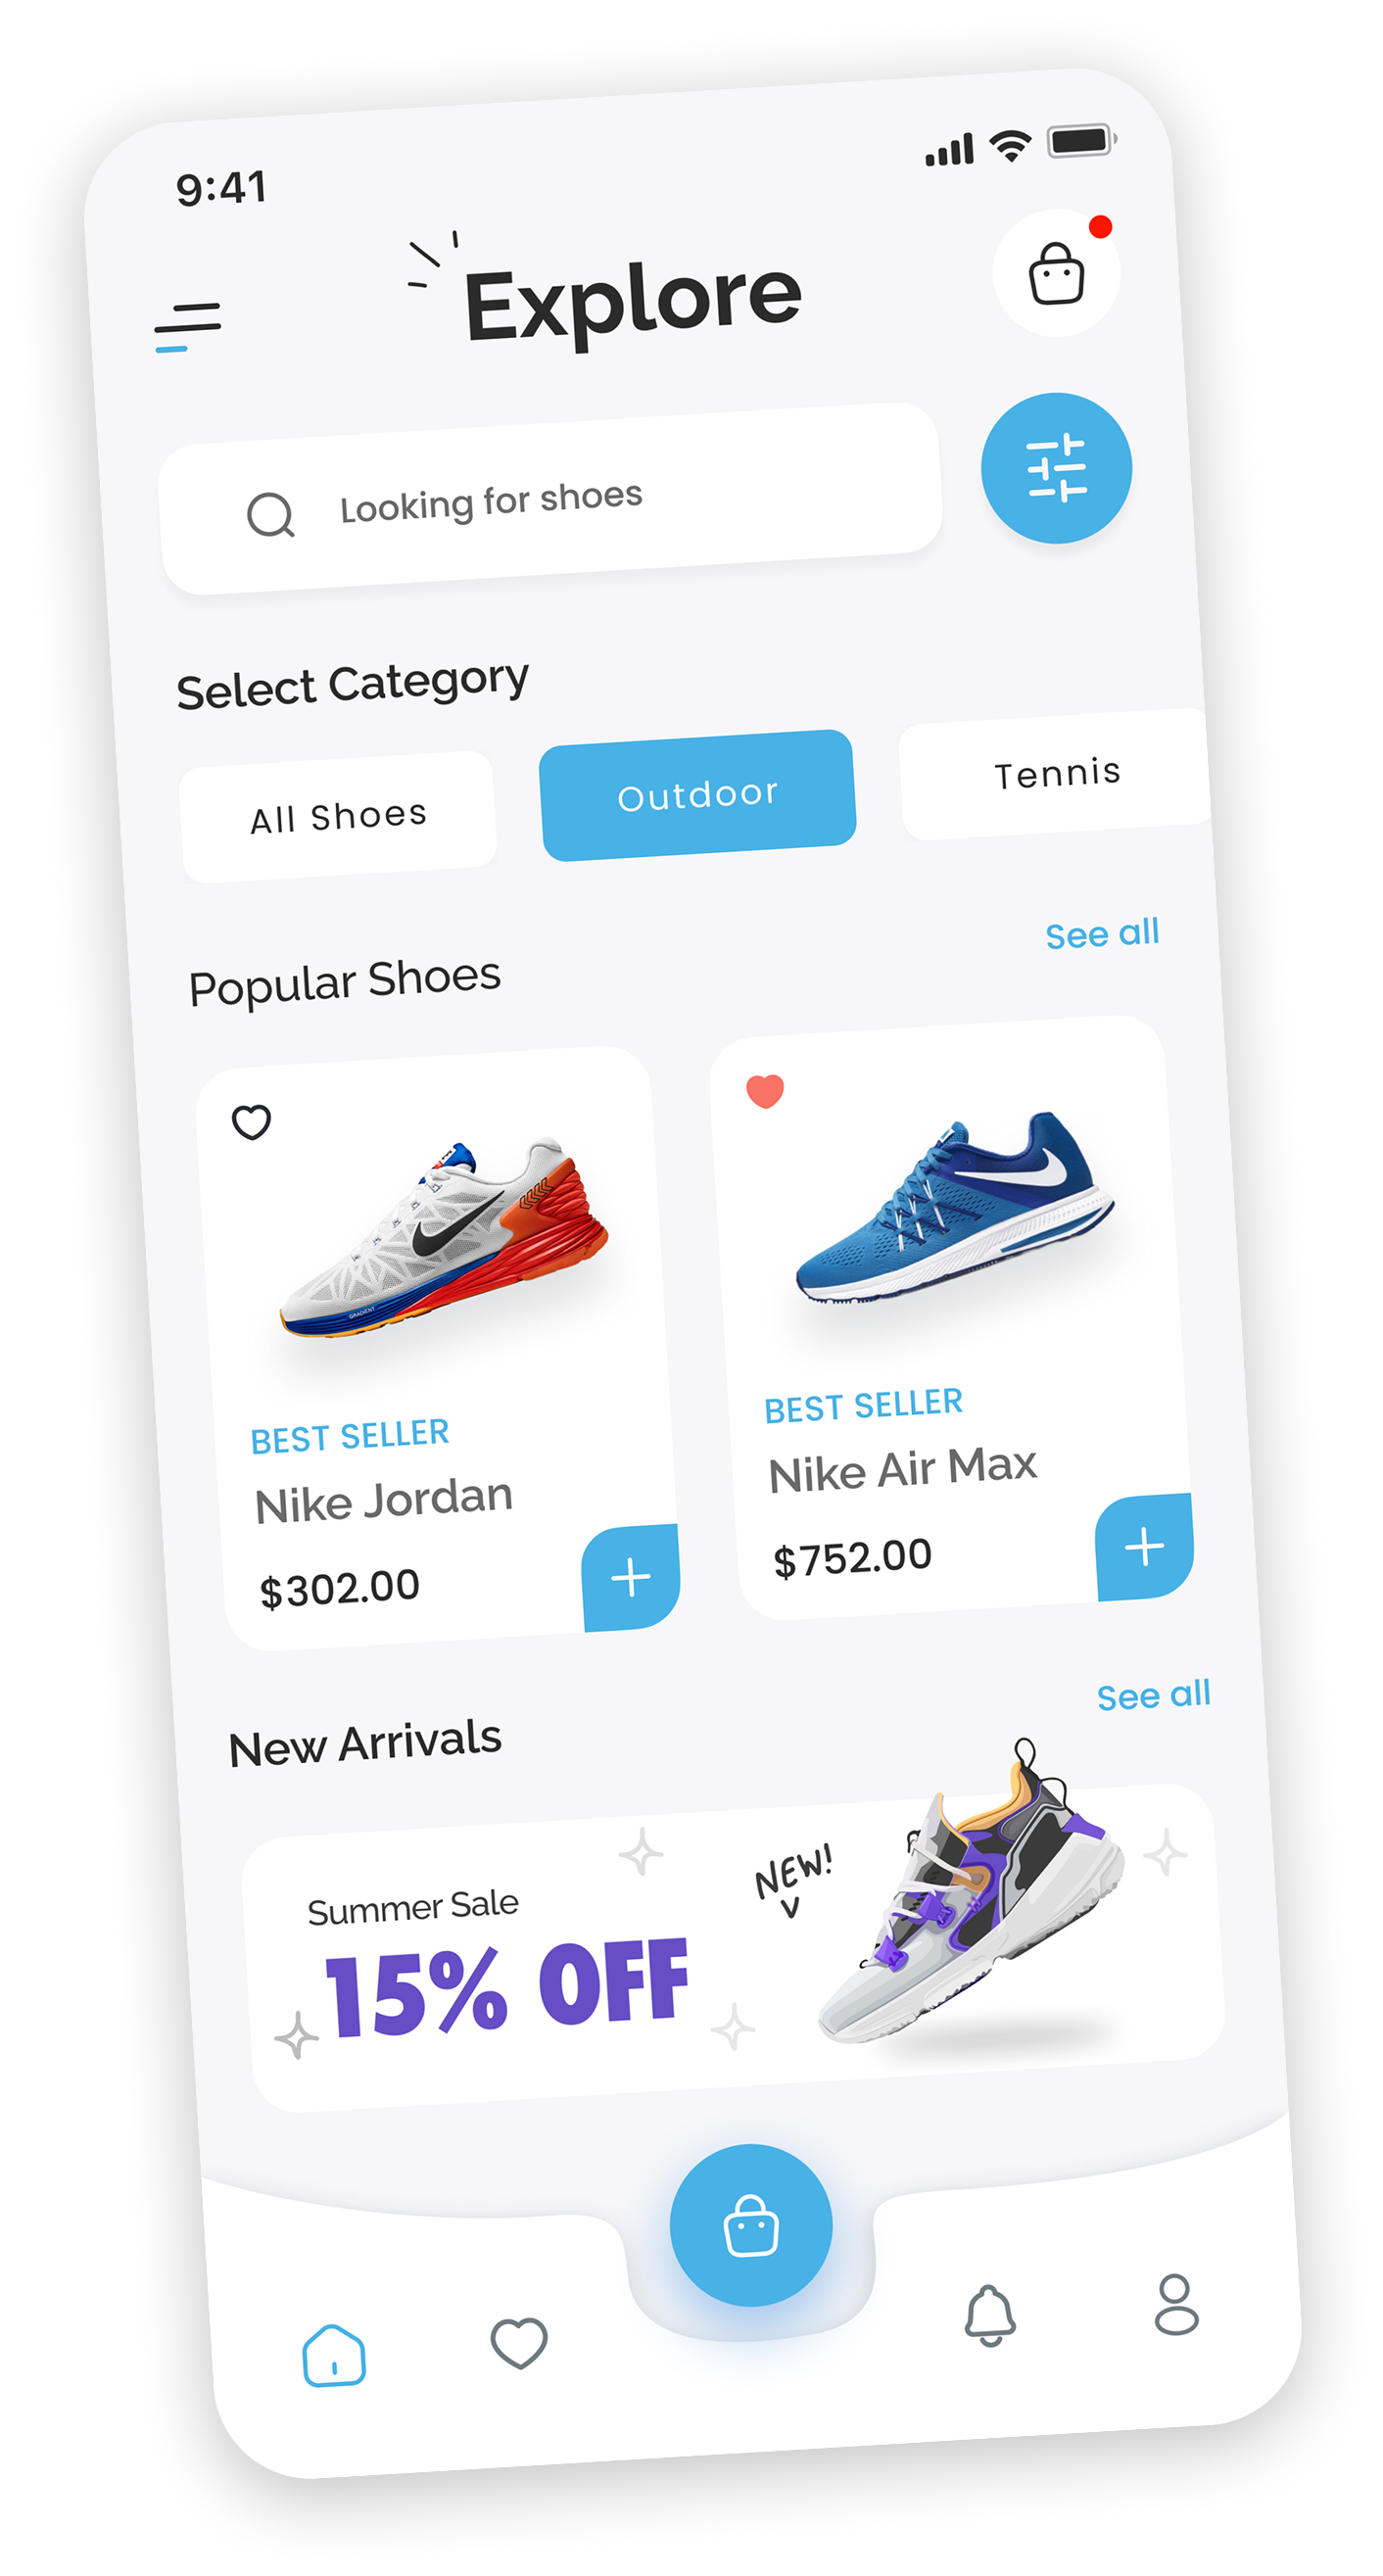 9:41
Explore
Looking for shoes
Select Category
All Shoes
Outdoor
Tennis
Popular Shoes
See all
BEST SELLER
Nike Jordan
$302.00
BEST SELLER
Nike Air Max
$752.00
New Arrivals
See all
Summer Sale
15% OFF
NEW!
GRADIENT